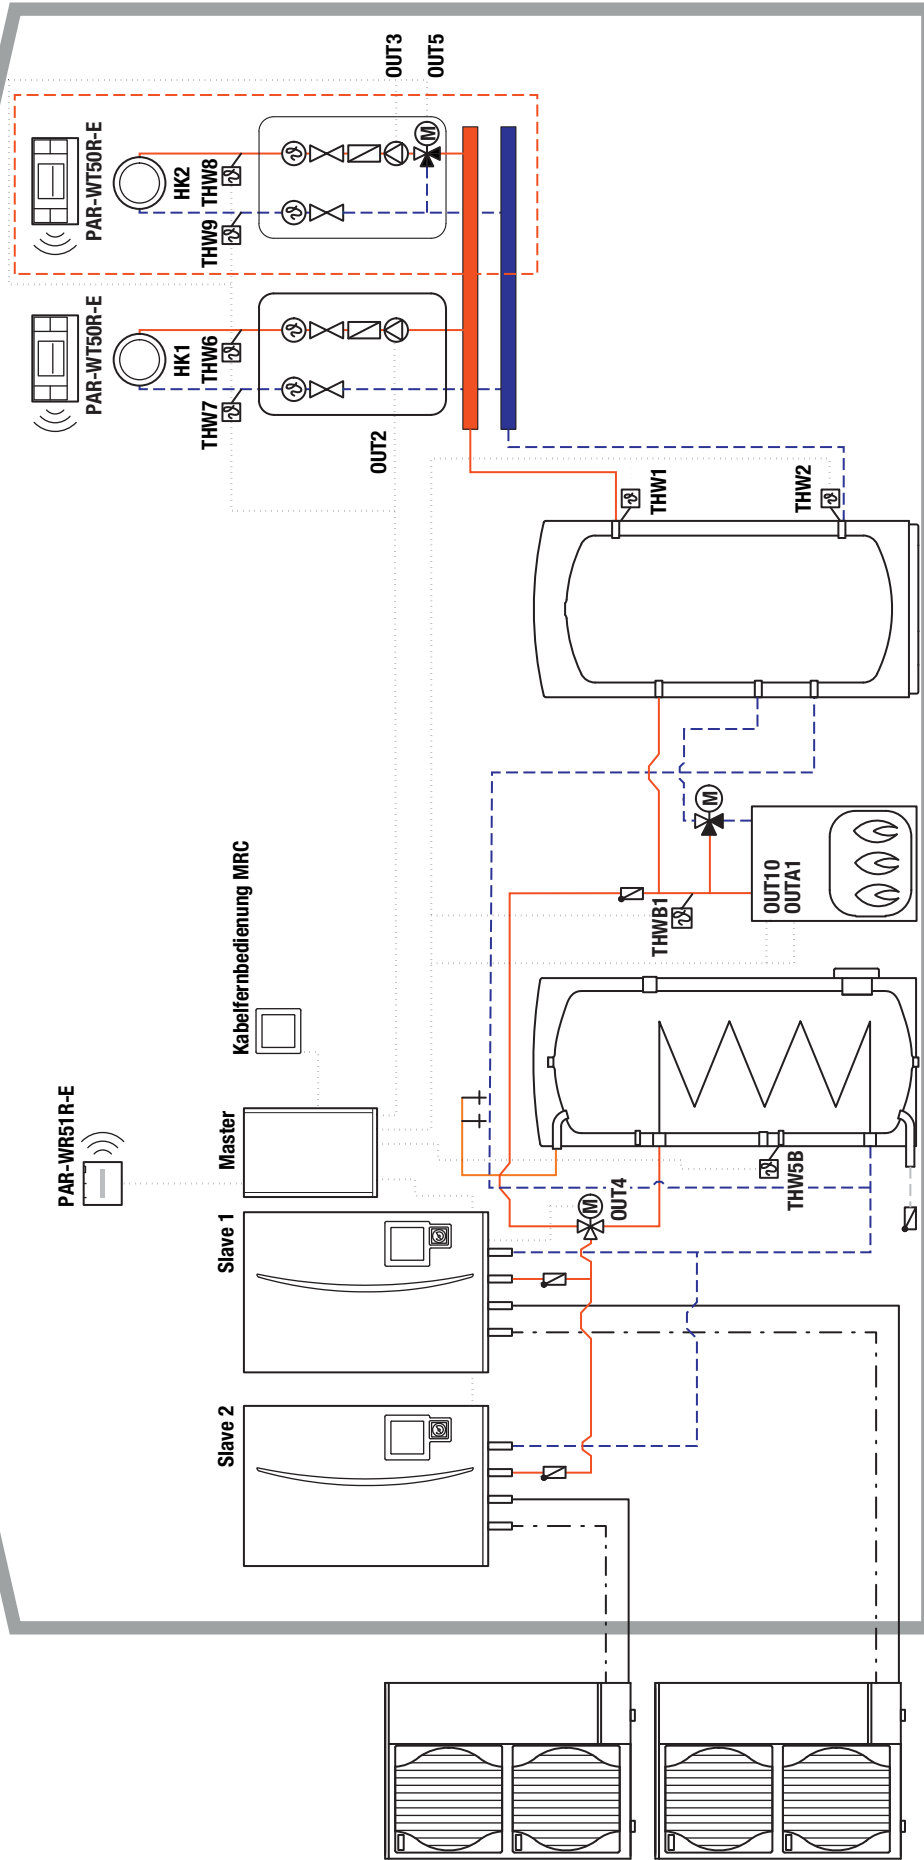 PAR-WR51R-E
Slave 2
Slave 1
Master
Kabelfernbedienung MRC
OUT4
M
THW5B
THWB1
M
OUT10
OUTA1
THW1
THW2
OUT2
PAR-WT50R-E
HK1
THW6
THW7
PAR-WT50R-E
HK2
THW8
THW9
M
OUT3
OUT5